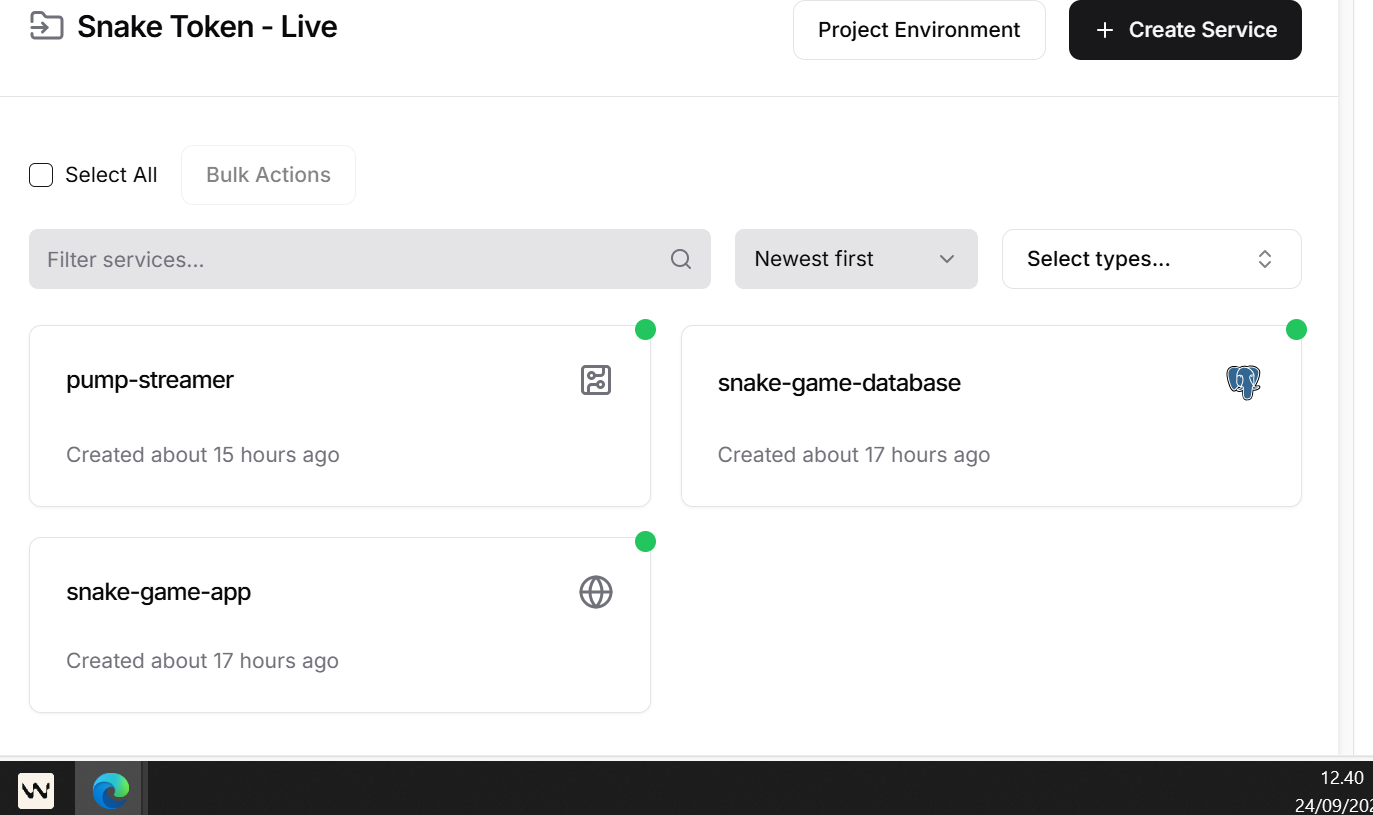 Snake Token - Live
Project Environment
+ Create Service
Select All
Bulk Actions
Filter services...
Newest first
Select types...
pump-streamer
Created about 15 hours ago
snake-game-database
Created about 17 hours ago
snake-game-app
Created about 17 hours ago
12.40
24/09/202